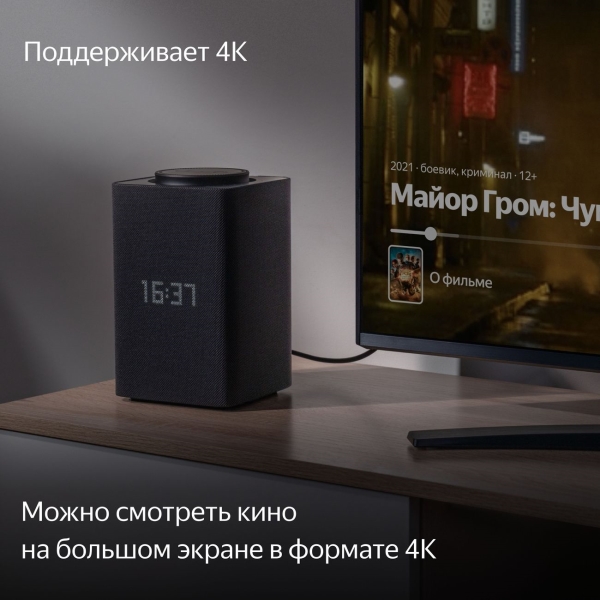 Поддерживает 4K
2021 · боевик, криминал · 12+
Майор Гром: Чу
О фильме
16:37
Можно смотреть кино
на большом экране в формате 4K